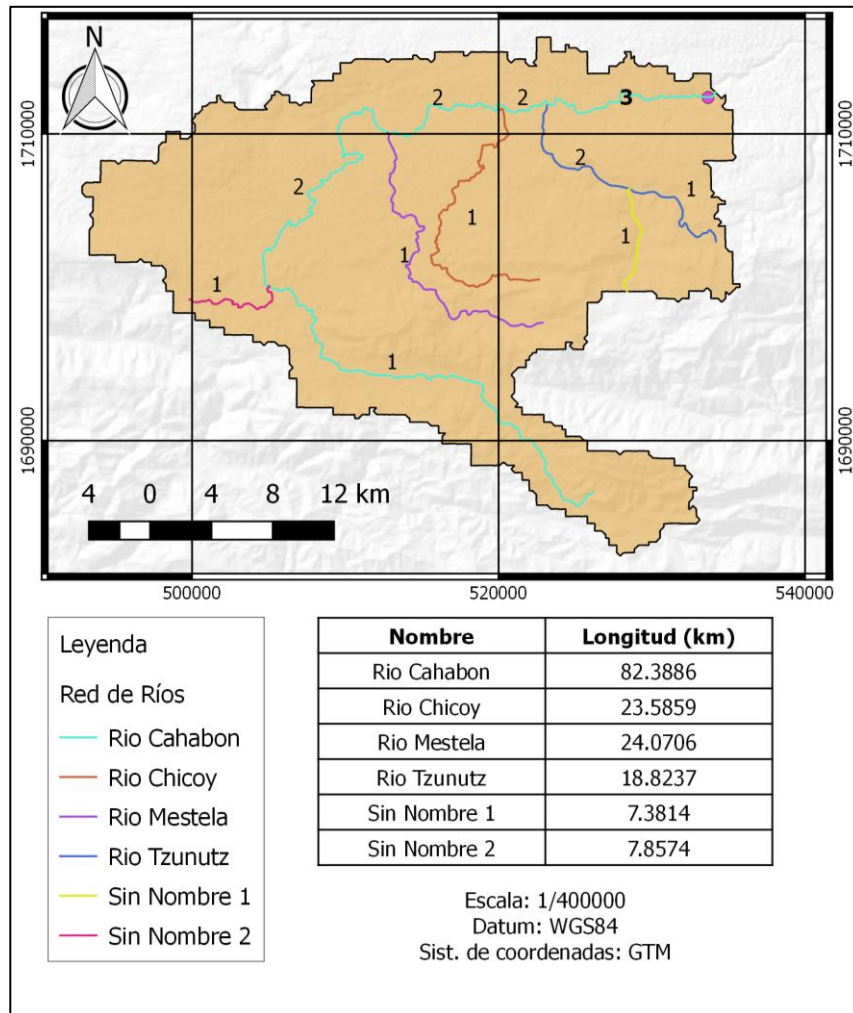 N
2
2
3
1710000
1710000
2
2
1
1
1
1
1
1
1690000
1690000
4 0 4 8 12 km
500000
520000
540000
Leyenda
Red de Ríos
Rio Cahabon
Rio Chicoy
Rio Mestela
Rio Tzunutz
Sin Nombre 1
Sin Nombre 2
Nombre Longitud (km)
Rio Cahabon 82.3886
Rio Chicoy 23.5859
Rio Mestela 24.0706
Rio Tzunutz 18.8237
Sin Nombre 1 7.3814
Sin Nombre 2 7.8574
Escala: 1/400000
Datum: WGS84
Sist. de coordenadas: GTM